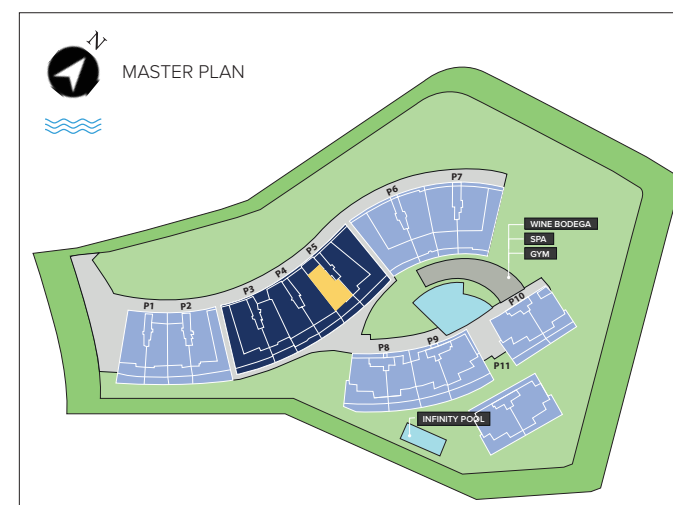 N
MASTER PLAN
P7
P6
WINE BODEGA
P5
SPA
GYM
P4
P3
P10
P1
P2
P9
P8
P11
INFINITY POOL